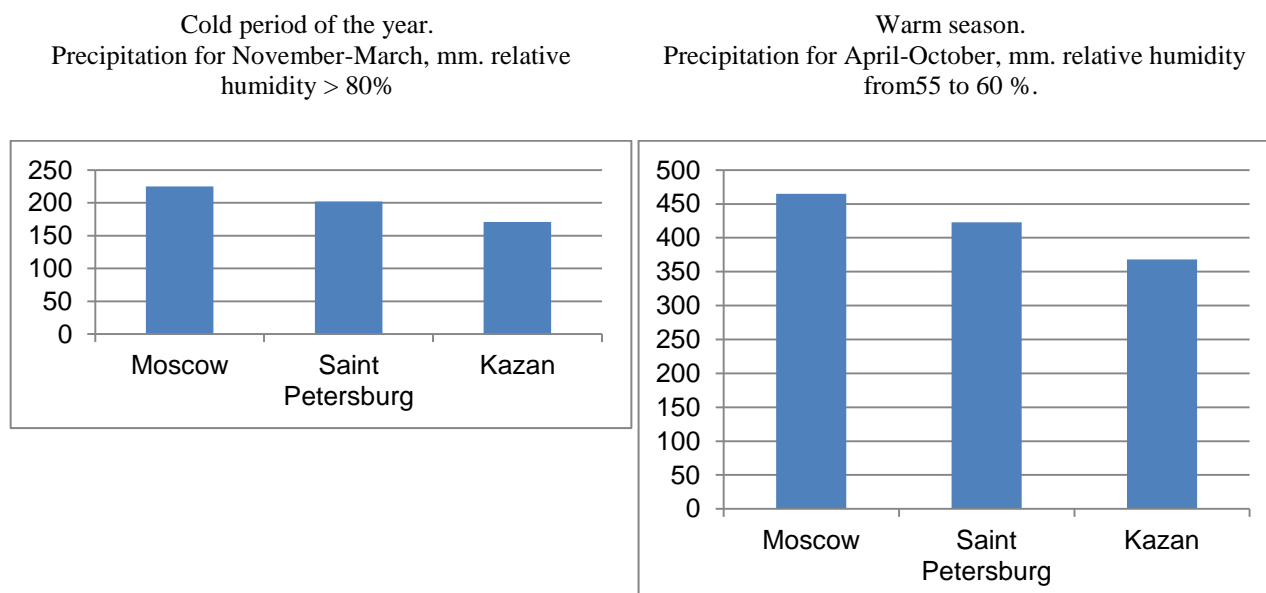 Cold period of the year.
Precipitation for November-March, mm. relative
humidity > 80%
250
200
150
100
50
0
Moscow
Saint
Petersburg
Kazan
Warm season.
Precipitation for April-October, mm. relative humidity
from55 to 60 %.
500
450
400
350
300
250
200
150
100
50
0
Moscow
Saint
Petersburg
Kazan